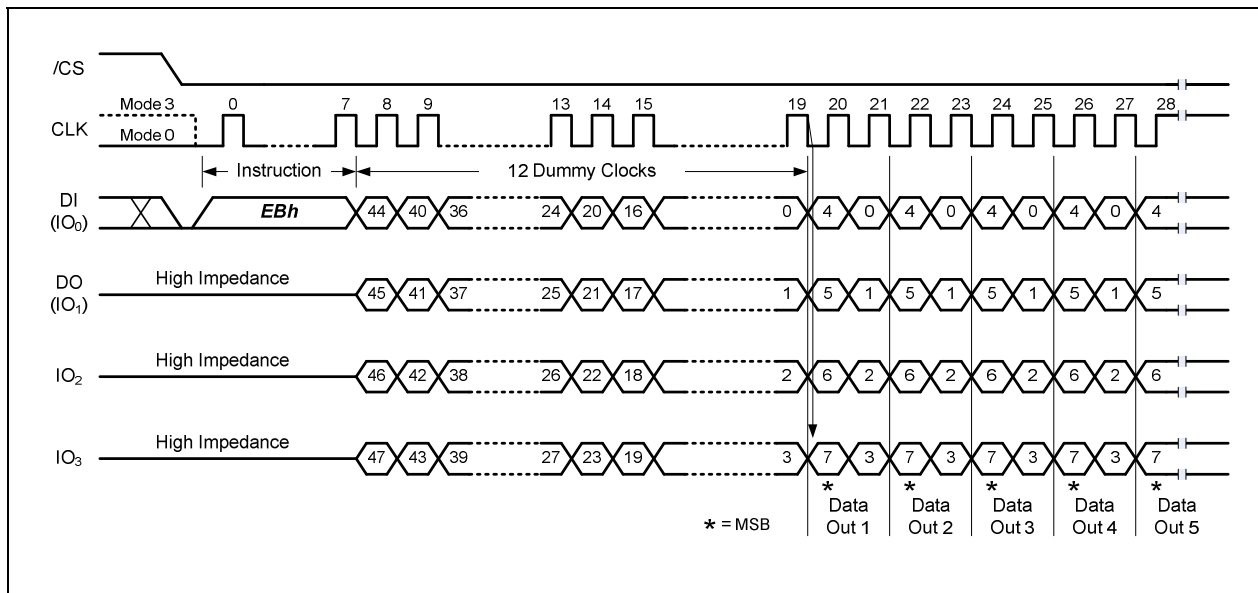 /CS
Mode 3 0 7 8 9 13 14 15 19 20 21 22 23 24 25 26 27 28
CLK
Mode 0
Instruction 12 Dummy Clocks
DI
(IO0) EBh 44 40 36 24 20 16 0 4 0 4 0 4 0 4 0 4
High Impedance
DO
(IO1) 45 41 37 25 21 17 1 5 1 5 1 5 1 5 1 5
IO2 High Impedance 46 42 38 26 22 18 2 6 2 6 2 6 2 6 2 6
IO3 High Impedance 47 43 39 27 23 19 3 7 3 7 3 7 3 7 3 7
* * * * *
* = MSB
Data Out 1
Data Out 2
Data Out 3
Data Out 4
Data Out 5